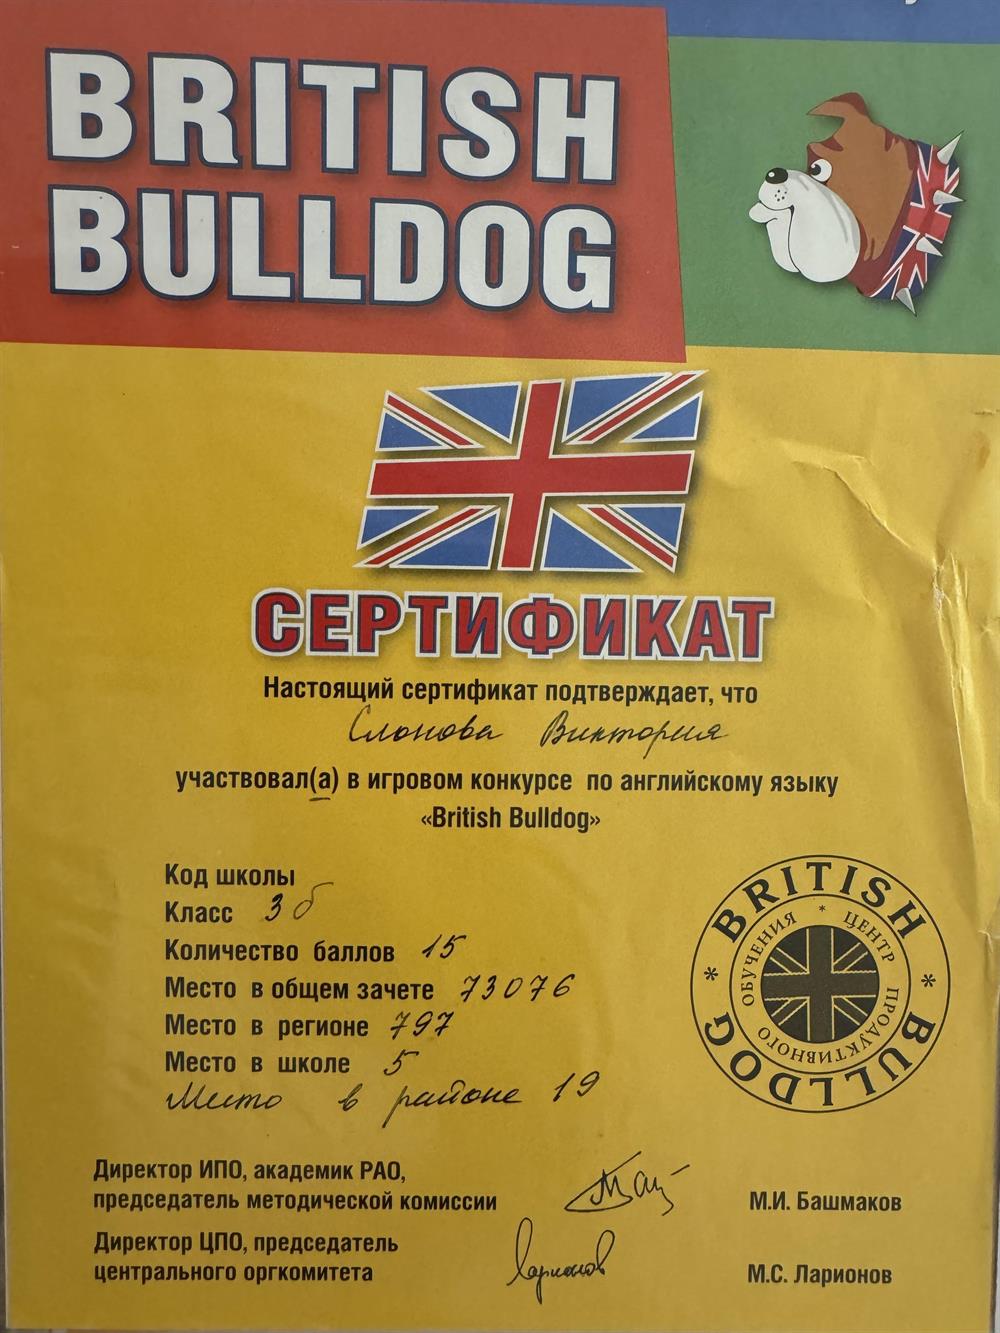 BRITISH
BULLDOG
СЕРТИФИКАТ
Настоящий сертификат подтверждает, что
Слонова Виктория
участвовал(а) в игровом конкурсе по английскому языку
«British Bulldog»
Код школы
Класс 3б
Количество баллов 15
Место в общем зачете 73076
Место в регионе 797
Место в школе 5
Место в районе 19
BRITISH * BULLDOG *
ЦЕНТР ПРОДУКТИВНОГО ОБУЧЕНИЯ *
Директор ИПО, академик РАО,
председатель методической комиссии
М.И. Башмаков
Директор ЦПО, председатель
центрального оргкомитета
Ларионов
М.С. Ларионов